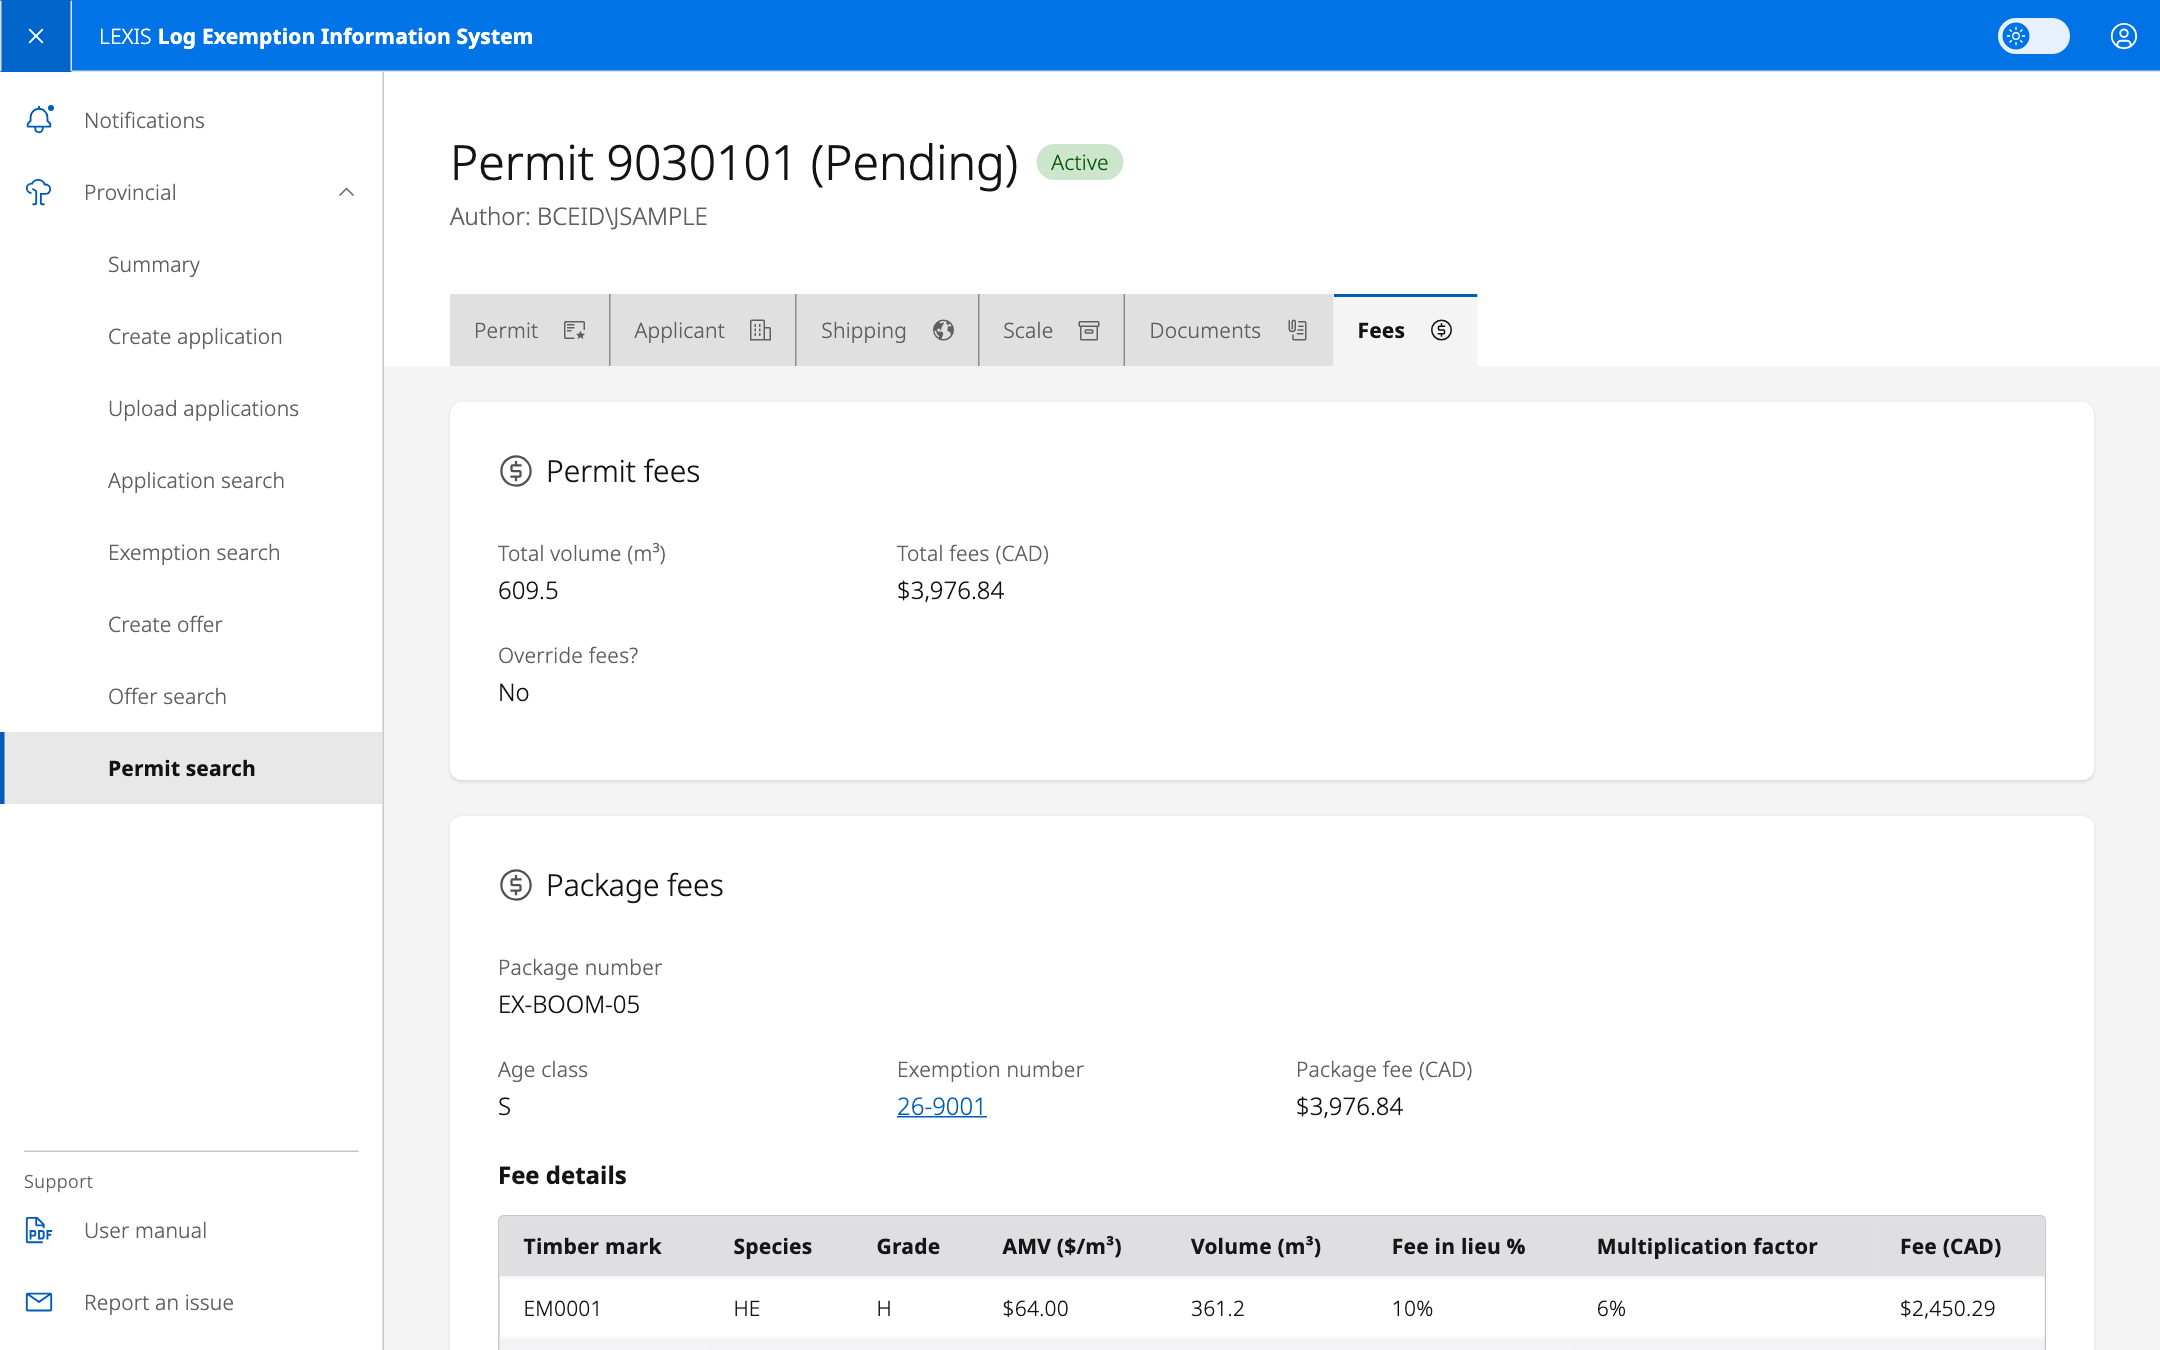 LEXIS Log Exemption Information System
Notifications
Provincial
Summary
Create application
Upload applications
Application search
Exemption search
Create offer
Offer search
Permit search
Support
PDF User manual
Report an issue
Permit 9030101 (Pending) Active
Author: BCEID\JSAMPLE
Permit Applicant Shipping Scale Documents Fees
Permit fees
Total volume (m³) Total fees (CAD)
609.5 $3,976.84
Override fees?
No
Package fees
Package number
EX-BOOM-05
Age class Exemption number Package fee (CAD)
S 26-9001 $3,976.84
Fee details
Timber mark Species Grade AMV ($/m³) Volume (m³) Fee in lieu % Multiplication factor Fee (CAD)
EM0001 HE H $64.00 361.2 10% 6% $2,450.29